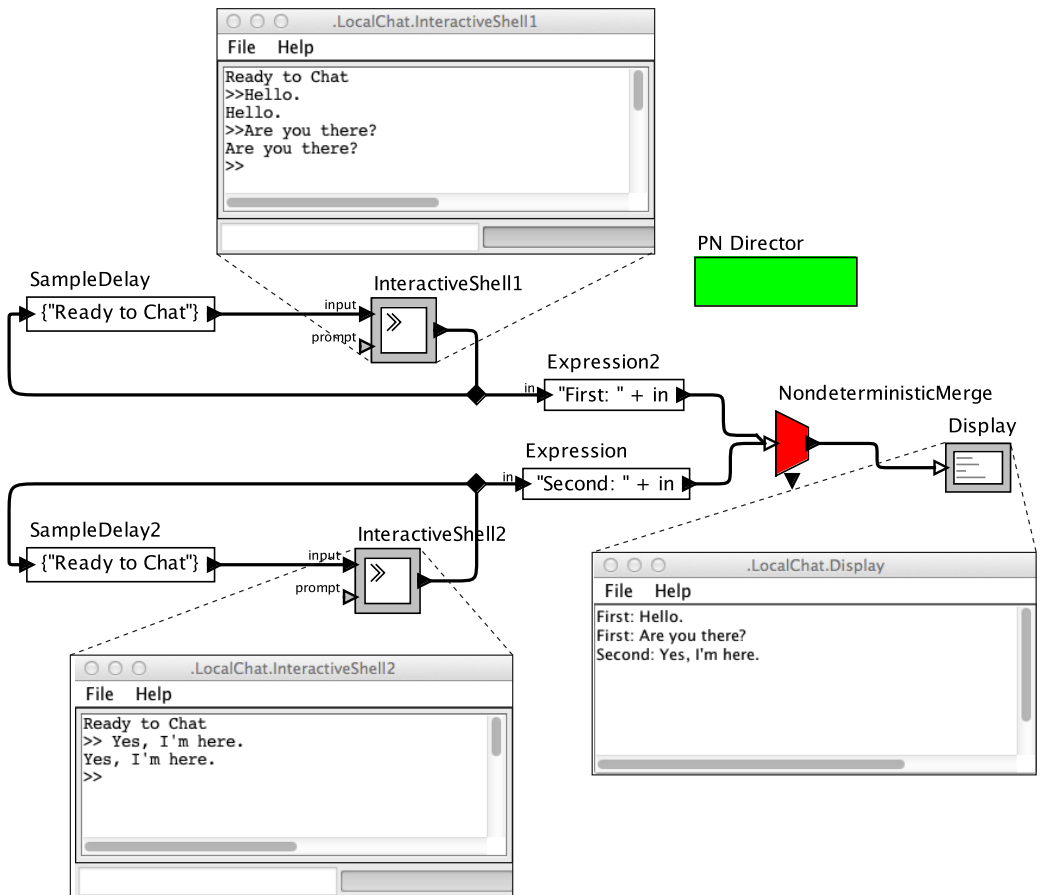 .LocalChat.InteractiveShell1
File Help
Ready to Chat
>>Hello.
Hello.
>>Are you there?
Are you there?
>>
PN Director
SampleDelay
{"Ready to Chat"}
InteractiveShell1
input
prompt
Expression2
in
"First: " + in
NondeterministicMerge
Display
Expression
in
"Second: " + in
SampleDelay2
{"Ready to Chat"}
InteractiveShell2
input
prompt
.LocalChat.Display
File Help
First: Hello.
First: Are you there?
Second: Yes, I'm here.
.LocalChat.InteractiveShell2
File Help
Ready to Chat
>> Yes, I'm here.
Yes, I'm here.
>>